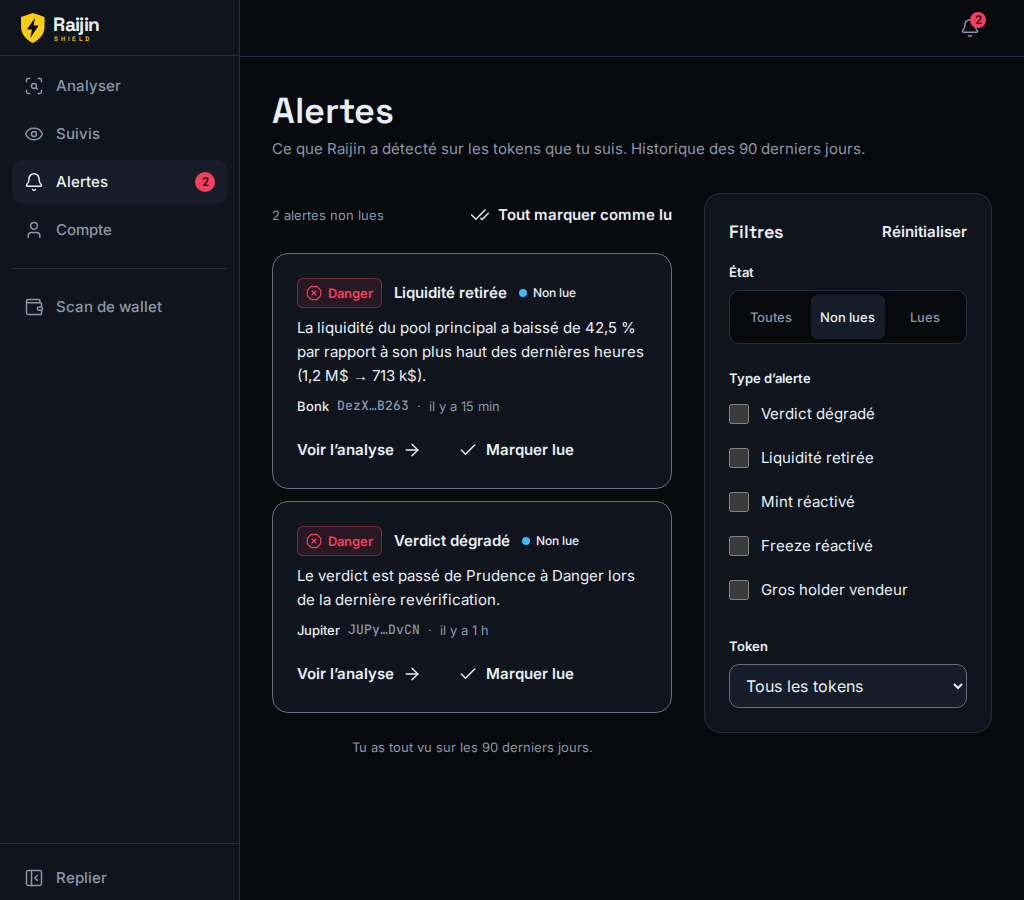 Raijin
SHIELD
Analyser
Suivis
Alertes 2
Compte
Scan de wallet
Replier
2
Alertes
Ce que Raijin a détecté sur les tokens que tu suis. Historique des 90 derniers jours.
2 alertes non lues
Tout marquer comme lu
Danger Liquidité retirée Non lue
La liquidité du pool principal a baissé de 42,5 %
par rapport à son plus haut des dernières heures
(1,2 M$ → 713 k$).
Bonk DezX…B263 · il y a 15 min
Voir l’analyse → Marquer lue
Danger Verdict dégradé Non lue
Le verdict est passé de Prudence à Danger lors
de la dernière revérification.
Jupiter JUPy…DvCN · il y a 1 h
Voir l’analyse → Marquer lue
Tu as tout vu sur les 90 derniers jours.
Filtres Réinitialiser
État
Toutes Non lues Lues
Type d’alerte
Verdict dégradé
Liquidité retirée
Mint réactivé
Freeze réactivé
Gros holder vendeur
Token
Tous les tokens